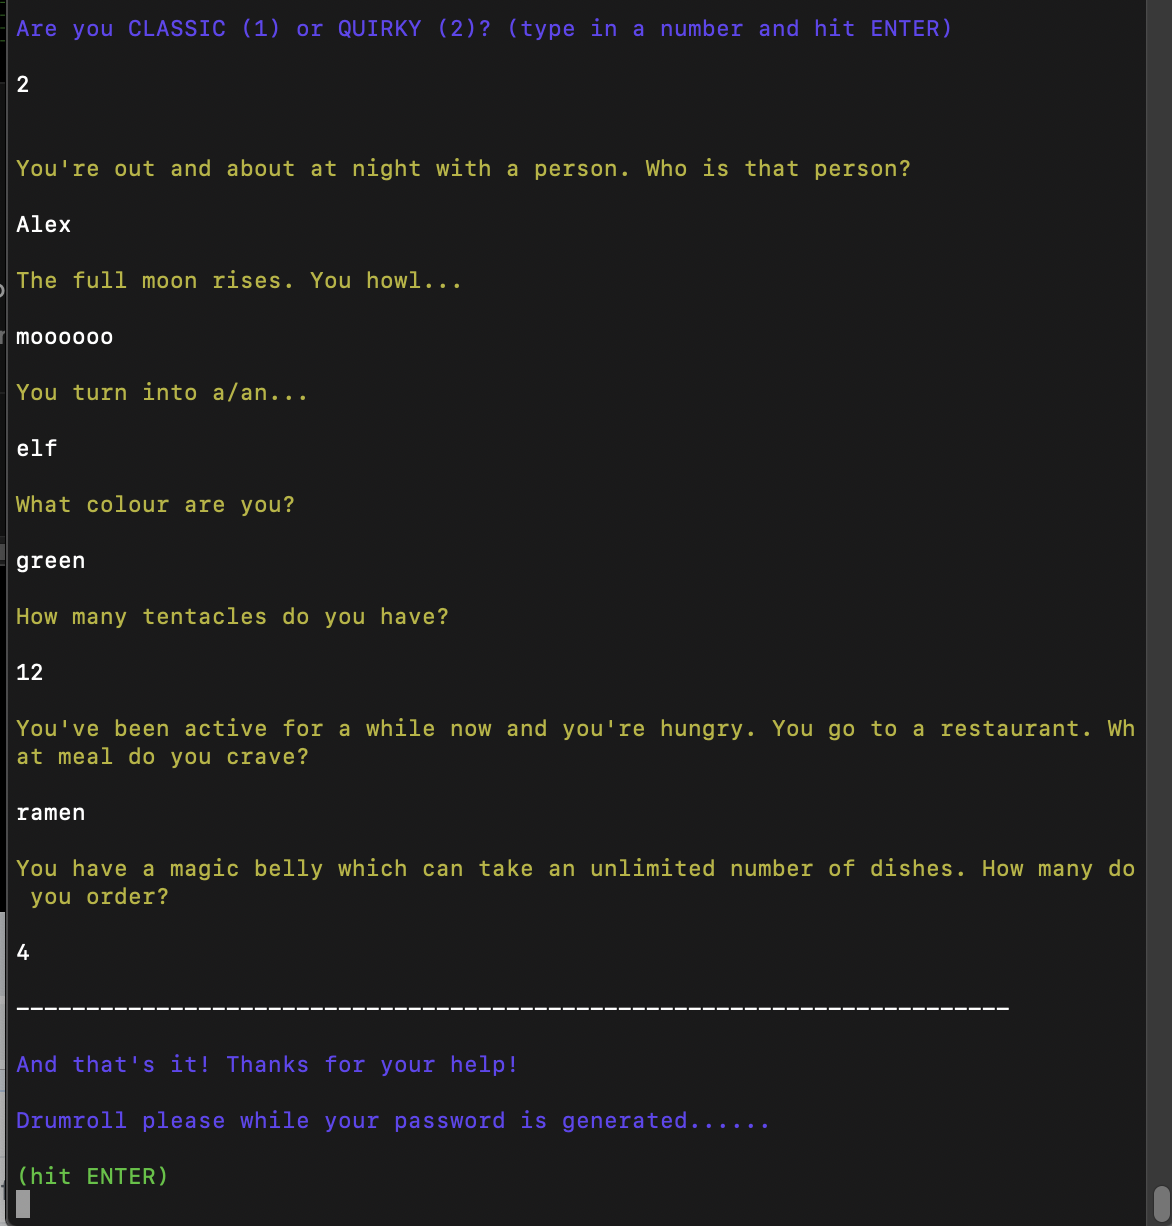 Are you CLASSIC (1) or QUIRKY (2)? (type in a number and hit ENTER)
2
You're out and about at night with a person. Who is that person?
Alex
The full moon rises. You howl...
moooooo
You turn into a/an...
elf
What colour are you?
green
How many tentacles do you have?
12
You've been active for a while now and you're hungry. You go to a restaurant. Wh
at meal do you crave?
ramen
You have a magic belly which can take an unlimited number of dishes. How many do
 you order?
4
-----------------------------------------------------------------------
And that's it! Thanks for your help!
Drumroll please while your password is generated......
(hit ENTER)